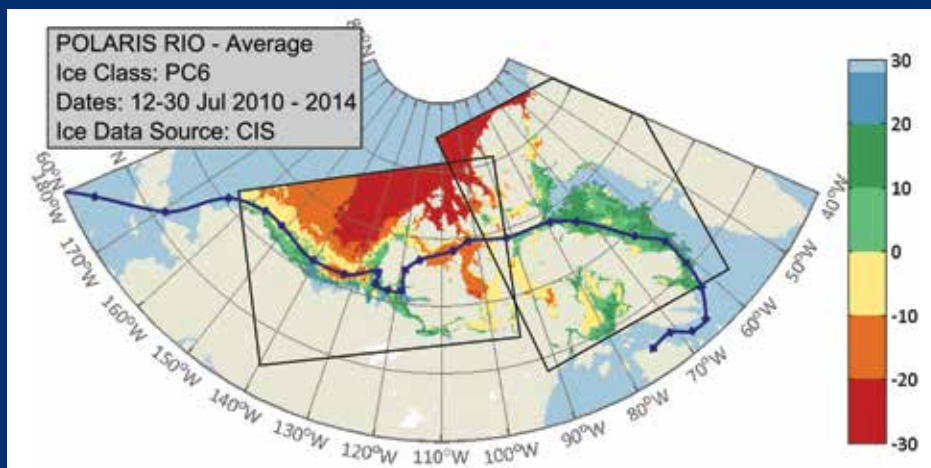 POLARIS RIO - Average
Ice Class: PC6
Dates: 12-30 Jul 2010 - 2014
Ice Data Source: CIS
60°N
180°W
170°W
160°W
150°W
140°W
130°W
120°W
110°W
100°W
90°W
80°W
70°W
60°W
50°W
40°W
30
20
10
0
-10
-20
-30